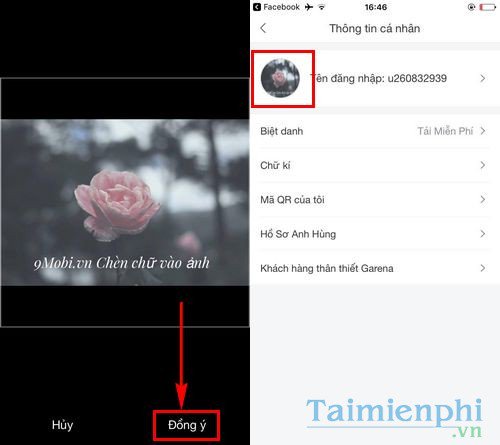 9Mobi.vn Chèn chữ vào ảnh
Hủy
Đồng ý
Facebook
16:46
Thông tin cá nhân
Tên đăng nhập: u260832939
Biệt danh
Tải Miễn Phí
Chữ kí
Mã QR của tôi
Hồ Sơ Anh Hùng
Khách hàng thân thiết Garena
Taimienphi
.vn